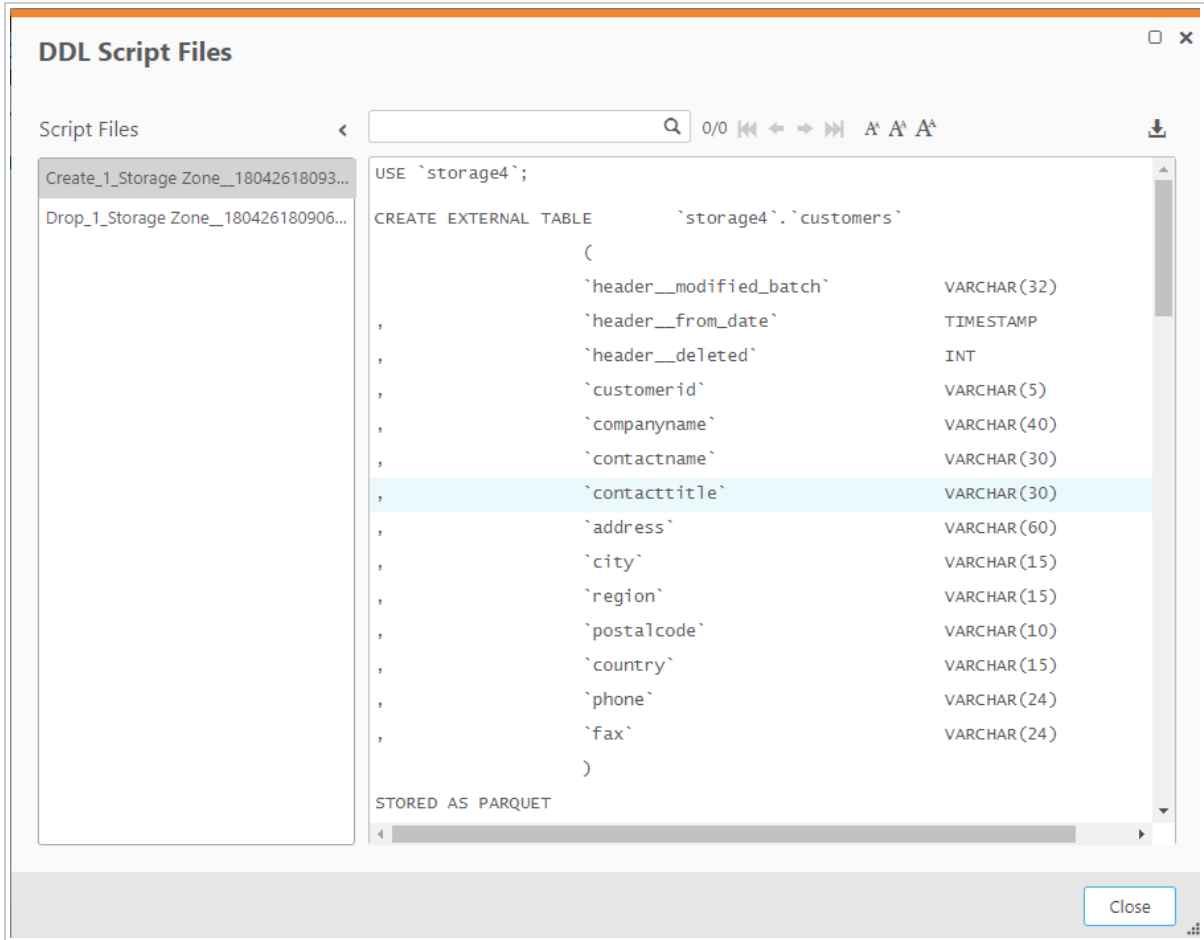 DDL Script Files
Script Files
0/0 A A A
Create_1_Storage Zone__18042618093...
Drop_1_Storage Zone__180426180906...
USE `storage4`;
CREATE EXTERNAL TABLE `storage4`.`customers`
(
`header__modified_batch` VARCHAR(32)
, `header__from_date` TIMESTAMP
, `header__deleted` INT
, `customerid` VARCHAR(5)
, `companyname` VARCHAR(40)
, `contactname` VARCHAR(30)
, `contacttitle` VARCHAR(30)
, `address` VARCHAR(60)
, `city` VARCHAR(15)
, `region` VARCHAR(15)
, `postalcode` VARCHAR(10)
, `country` VARCHAR(15)
, `phone` VARCHAR(24)
, `fax` VARCHAR(24)
)
STORED AS PARQUET
Close